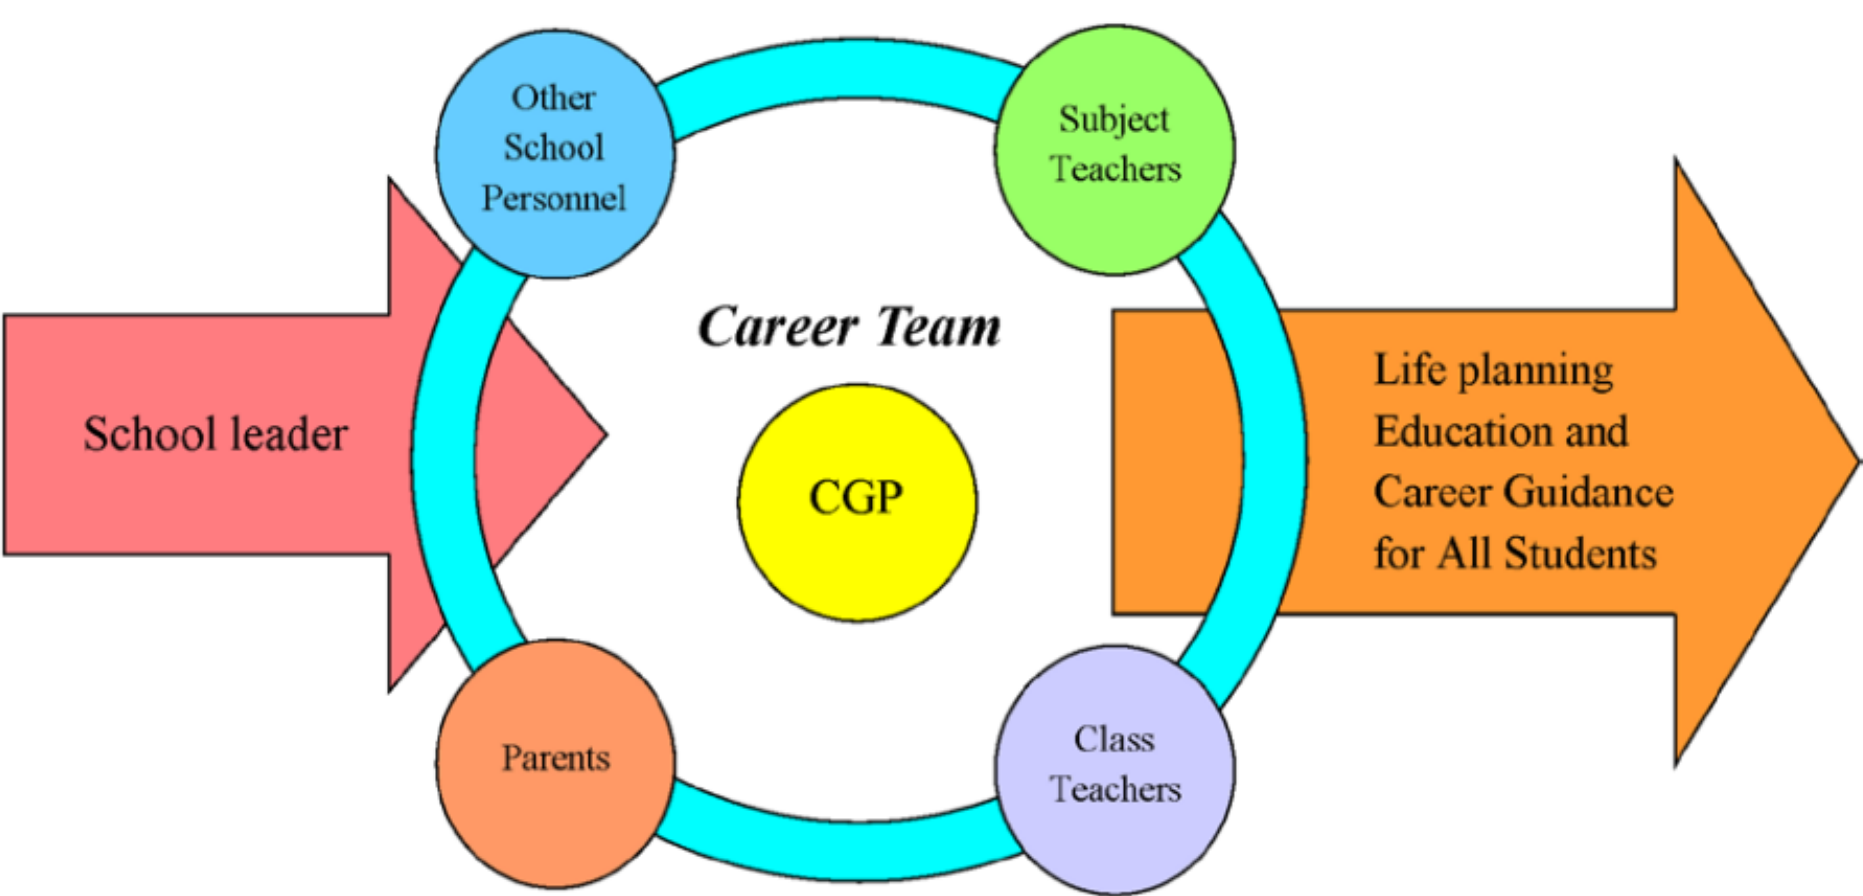 Other
School
Personnel
Subject
Teachers
Career Team
School leader
CGP
Life planning
Education and
Career Guidance
for All Students
Parents
Class
Teachers